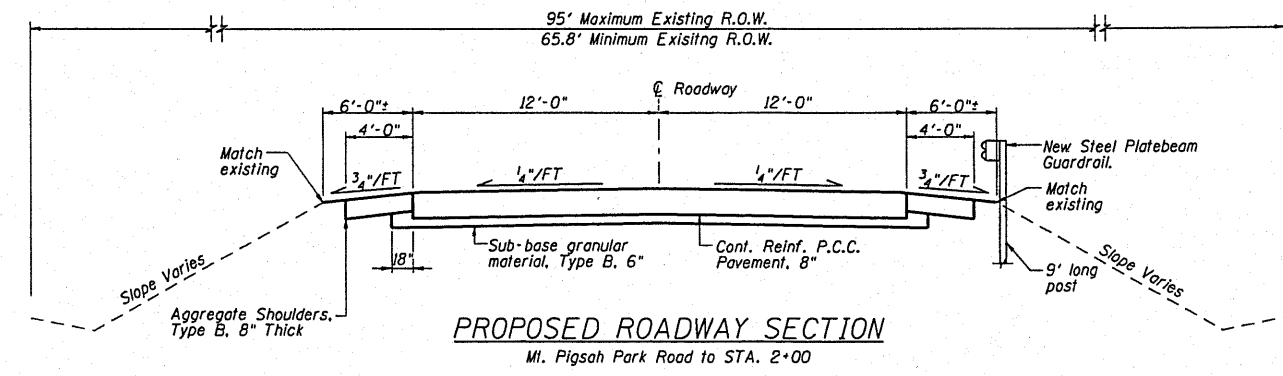 95' Maximum Existing R.O.W.
65.8' Minimum Exisitng R.O.W.
℄ Roadway
6'-0"± 12'-0" 12'-0" 6'-0"±
4'-0" 4'-0"
New Steel Platebeam
Guardrail.
Match
existing
3/4"/FT 1/4"/FT 1/4"/FT 3/4"/FT
Match
existing
Sub-base granular
material, Type B, 6"
Cont. Reinf. P.C.C.
Pavement, 8"
18"
9' long
post
Slope Varies
Slope Varies
Aggregate Shoulders,
Type B, 8" Thick
PROPOSED ROADWAY SECTION
Mt. Pigsah Park Road to STA. 2+00